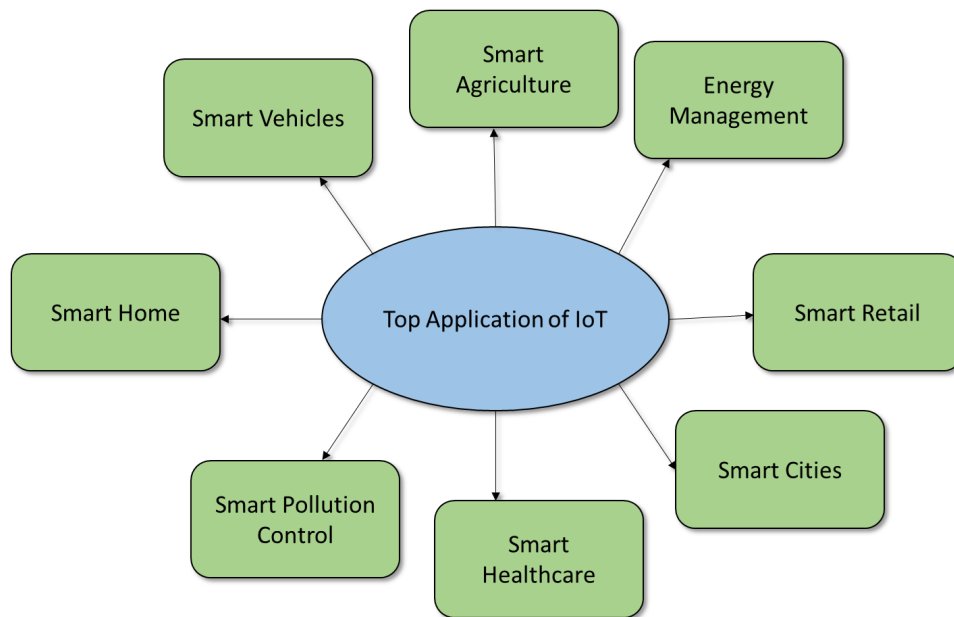 Smart
Agriculture
Energy
Management
Smart Vehicles
Smart Home
Top Application of IoT
Smart Retail
Smart Cities
Smart Pollution
Control
Smart
Healthcare